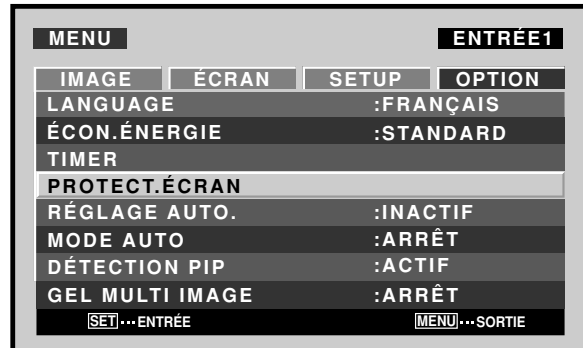 MENU ENTRÉE1
IMAGE ÉCRAN SETUP OPTION
LANGUAGE :FRANÇAIS
ÉCON.ÉNERGIE :STANDARD
TIMER
PROTECT.ÉCRAN
RÉGLAGE AUTO. :INACTIF
MODE AUTO :ARRÊT
DÉTECTION PIP :ACTIF
GEL MULTI IMAGE :ARRÊT
SET ··· ENTRÉE MENU ··· SORTIE